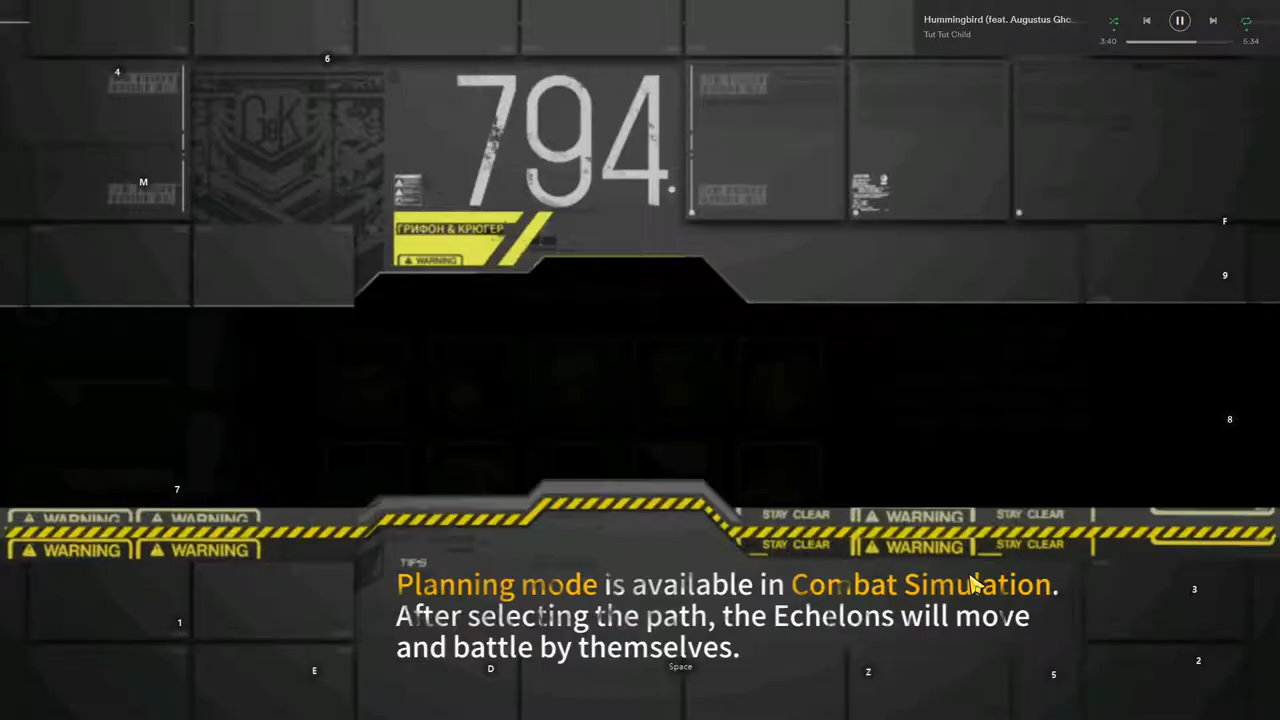 Hummingbird (feat. Augustus Gho
Tut Tut Child
3:40
6:34
6
4
794.
G&K
M
ГРИФОН & КРЮГЕР
WARNING
F
9
8
7
WARNING WARNING STAY CLEAR WARNING STAY CLEAR
WARNING WARNING STAY CLEAR WARNING STAY CLEAR
TIPS
Planning mode is available in Combat Simulation.
After selecting the path, the Echelons will move
and battle by themselves.
3
1
2
E
D
Space
Z
5